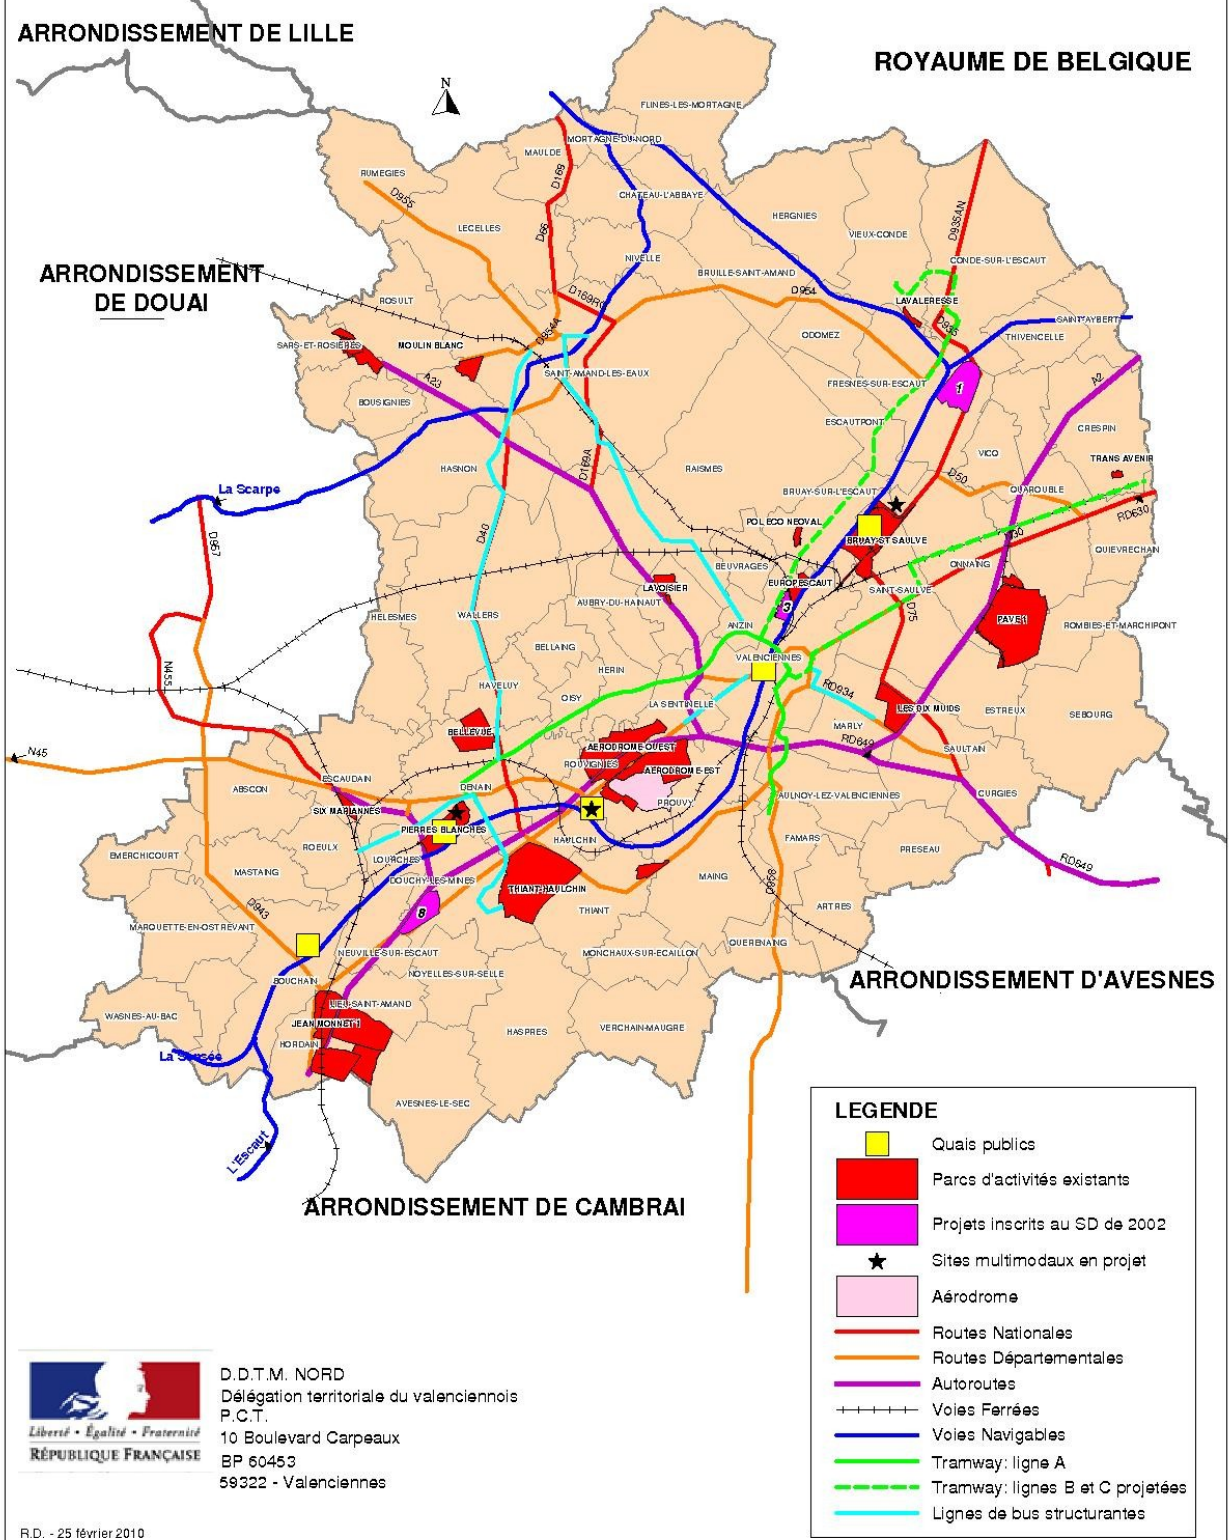 ARRONDISSEMENT DE LILLE
ROYAUME DE BELGIQUE
N
FLINES-LES-MORTAGNE
MORTAGNE-DU-NORD
MAULDE
RUMEGIES
D169
D955
CHATEAU-L'ABBAYE
HERGNIES
LECELLES
D66
VIEUX-CONDE
D935AN
CONDE-SUR-L'ESCAUT
NIVELLE
BRUILLE-SAINT-AMAND
ARRONDISSEMENT
DE DOUAI
D954
ROSULT
LAVALERESSE
D935
SAINT-AYBERT
THIVENCELLE
ODOMEZ
D954A
SARS-ET-ROSIERES
MOULIN BLANC
SAINT-AMAND-LES-EAUX
A23
FRESNES-SUR-ESCAUT
1
A2
BOUSIGNIES
ESCAUTPONT
CRESPIN
VICQ
TRANS AVENIR
HASNON
D169A
RAISMES
D50
QUAROUBLE
La Scarpe
BRUAY-SUR-L'ESCAUT
RD630
POL ECO NEOVAL
BRUAY-ST-SAULVE
D957
D40
QUIEVRECHAIN
ONNAING
BEUVRAGES
EUROPESCAUT
LAVOISIER
SAINT-SAULVE
AUBRY-DU-HAINAUT
3
D75
WALLERS
HELESMES
ANZIN
PAVE 1
ROMBIES-ET-MARCHIPONT
BELLAING
VALENCIENNES
HERIN
N455
HAVELUY
OISY
RD934
LA SENTINELLE
LES DIX MUIDS
ESTREUX
SEBOURG
MARLY
BELLEVUE
AERODROME-OUEST
RD649
SAULTAIN
N45
ROUVIGNIES
AERODROME-EST
ESCAUDAIN
ABSCON
DENAIN
PROUVY
AULNOY-LEZ-VALENCIENNES
CURGIES
SIX MARIANNES
PIERRES BLANCHES
HAULCHIN
FAMARS
ROEULX
PRESEAU
EMERCHICOURT
LOURCHES
RD649
MASTAING
DOUCHY-LES-MINES
THIANT-HAULCHIN
MAING
D958
D943
8
THIANT
ARTRES
MARQUETTE-EN-OSTREVANT
QUERENAING
NEUVILLE-SUR-ESCAUT
MONCHAUX-SUR-ECAILLON
NOYELLES-SUR-SELLE
BOUCHAIN
ARRONDISSEMENT D'AVESNES
LIEU-SAINT-AMAND
WASNES-AU-BAC
JEAN MONNET 1
HASPRES
VERCHAIN-MAUGRE
HORDAIN
La Sensée
AVESNES-LE-SEC
L'Escaut
ARRONDISSEMENT DE CAMBRAI
LEGENDE
Quais publics
Parcs d'activités existants
Projets inscrits au SD de 2002
Sites multimodaux en projet
Aérodrome
Routes Nationales
Routes Départementales
Autoroutes
Voies Ferrées
Voies Navigables
Tramway: ligne A
Tramway: lignes B et C projetées
Lignes de bus structurantes
Liberté • Égalité • Fraternité
RÉPUBLIQUE FRANÇAISE
D.D.T.M. NORD
Délégation territoriale du valenciennois
P.C.T.
10 Boulevard Carpeaux
BP 60453
59322 - Valenciennes
R.D. - 25 février 2010